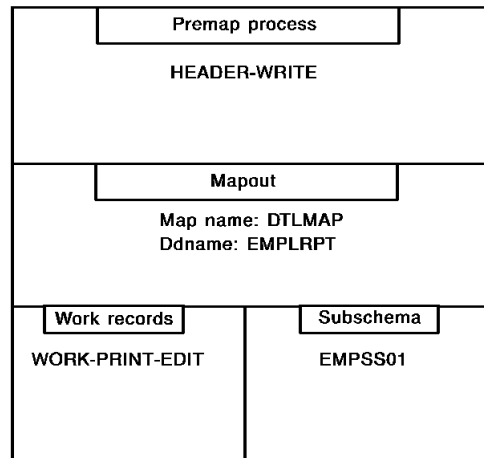 Premap process
HEADER-WRITE
Mapout
Map name: DTLMAP
Ddname: EMPLRPT
Work records
WORK-PRINT-EDIT
Subschema
EMPSS01